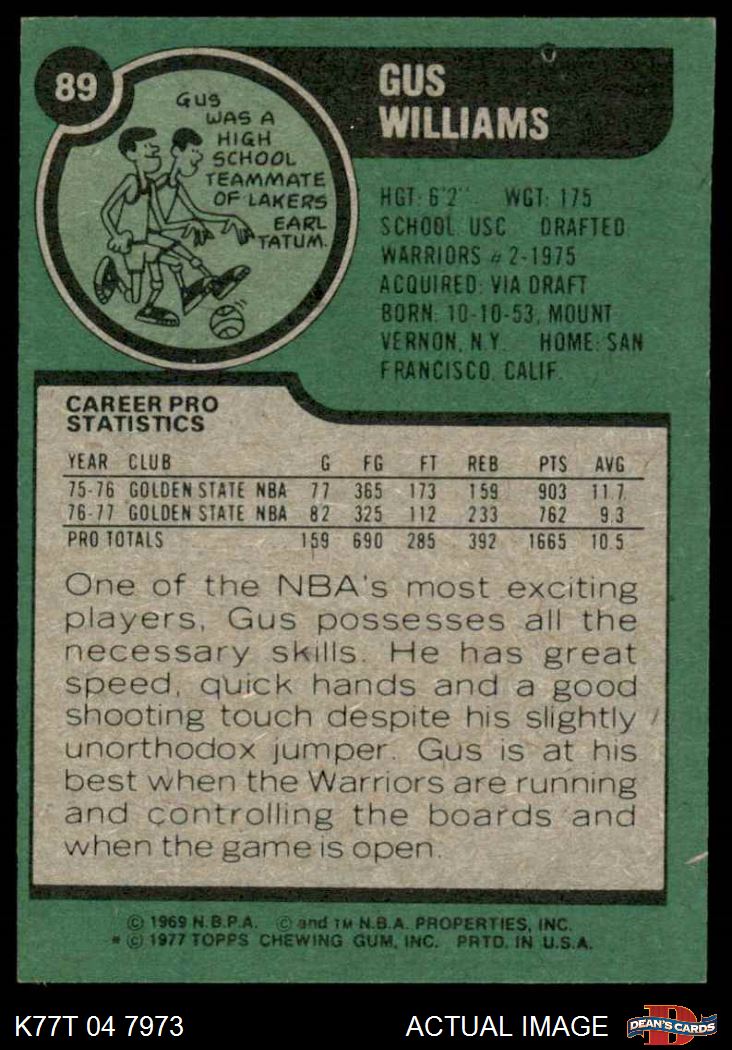 89
GUS
WAS A
HIGH
SCHOOL
TEAMMATE
OF LAKERS
EARL
TATUM.
GUS
WILLIAMS
HGT: 6'2" WGT: 175
SCHOOL: USC DRAFTED
WARRIORS #2-1975
ACQUIRED: VIA DRAFT
BORN: 10-10-53, MOUNT
VERNON, N.Y. HOME: SAN
FRANCISCO, CALIF.
CAREER PRO
STATISTICS
YEAR CLUB G FG FT REB PTS AVG
75-76 GOLDEN STATE NBA 77 365 173 159 903 11.7
76-77 GOLDEN STATE NBA 82 325 112 233 762 9.3
PRO TOTALS 159 690 285 392 1665 10.5
One of the NBA's most exciting
players, Gus possesses all the
necessary skills. He has great
speed, quick hands and a good
shooting touch despite his slightly
unorthodox jumper. Gus is at his
best when the Warriors are running
and controlling the boards and
when the game is open.
© 1969 N.B.P.A. © and TM N.B.A. PROPERTIES, INC.
* © 1977 TOPPS CHEWING GUM, INC. PRTD. IN U.S.A.
K77T 04 7973 ACTUAL IMAGE
D
DEAN'S CARDS